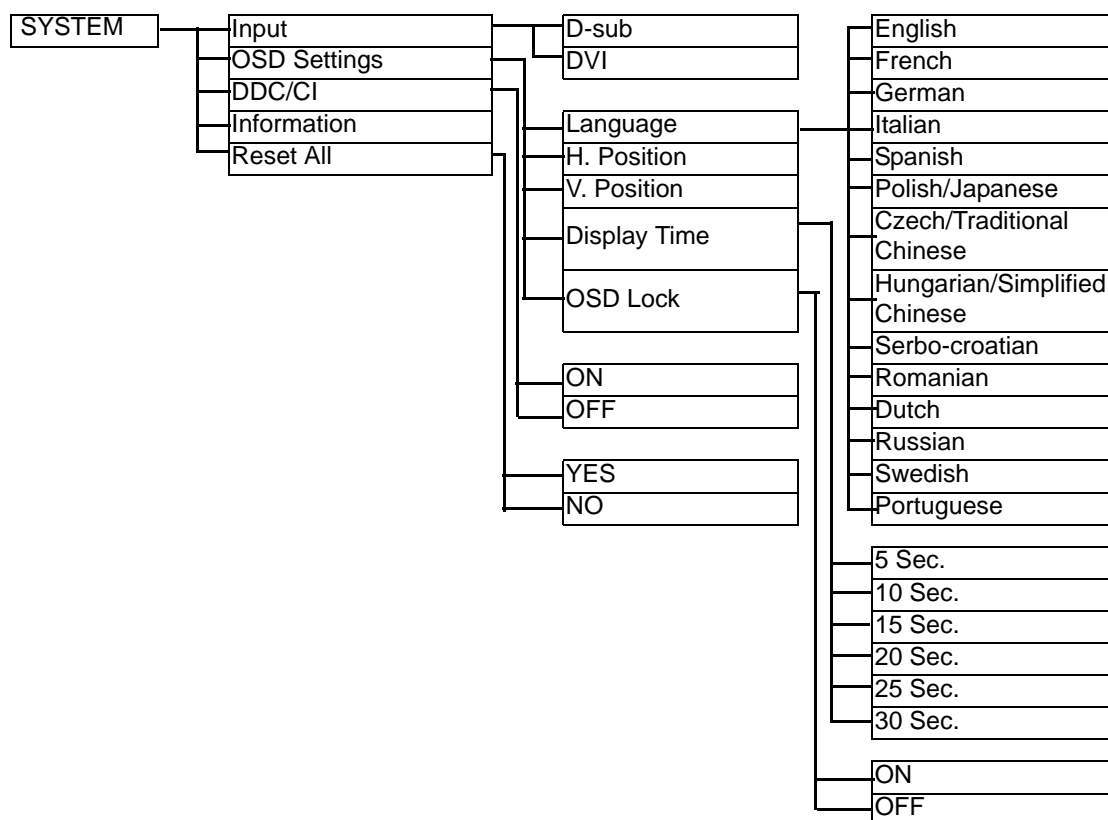 SYSTEM
Input
OSD Settings
DDC/CI
Information
Reset All
D-sub
DVI
Language
H. Position
V. Position
Display Time
OSD Lock
ON
OFF
YES
NO
English
French
German
Italian
Spanish
Polish/Japanese
Czech/Traditional
Chinese
Hungarian/Simplified
Chinese
Serbo-croatian
Romanian
Dutch
Russian
Swedish
Portuguese
5 Sec.
10 Sec.
15 Sec.
20 Sec.
25 Sec.
30 Sec.
ON
OFF